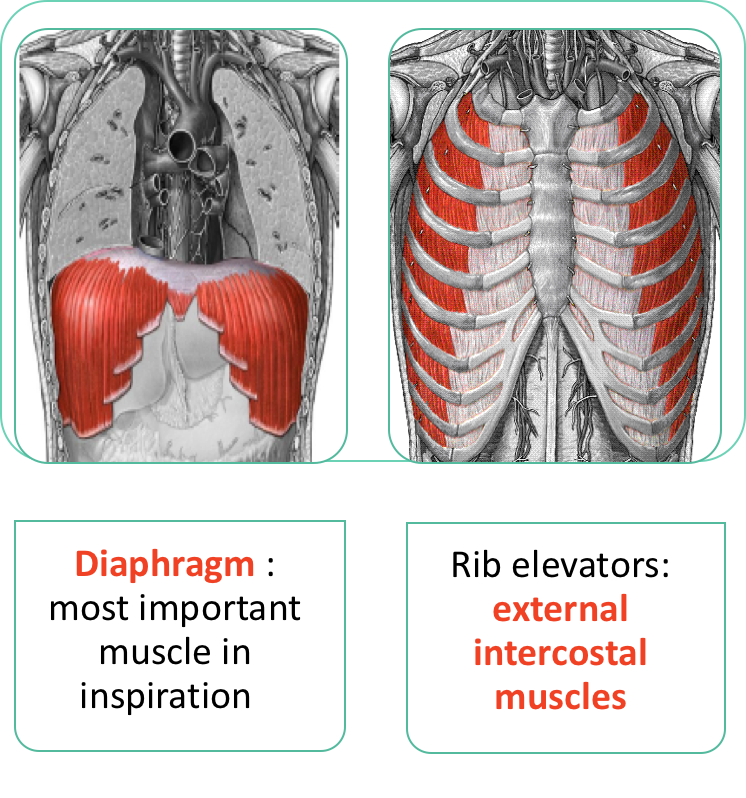 Diaphragm :
most important
muscle in
inspiration
Rib elevators:
external
intercostal
muscles